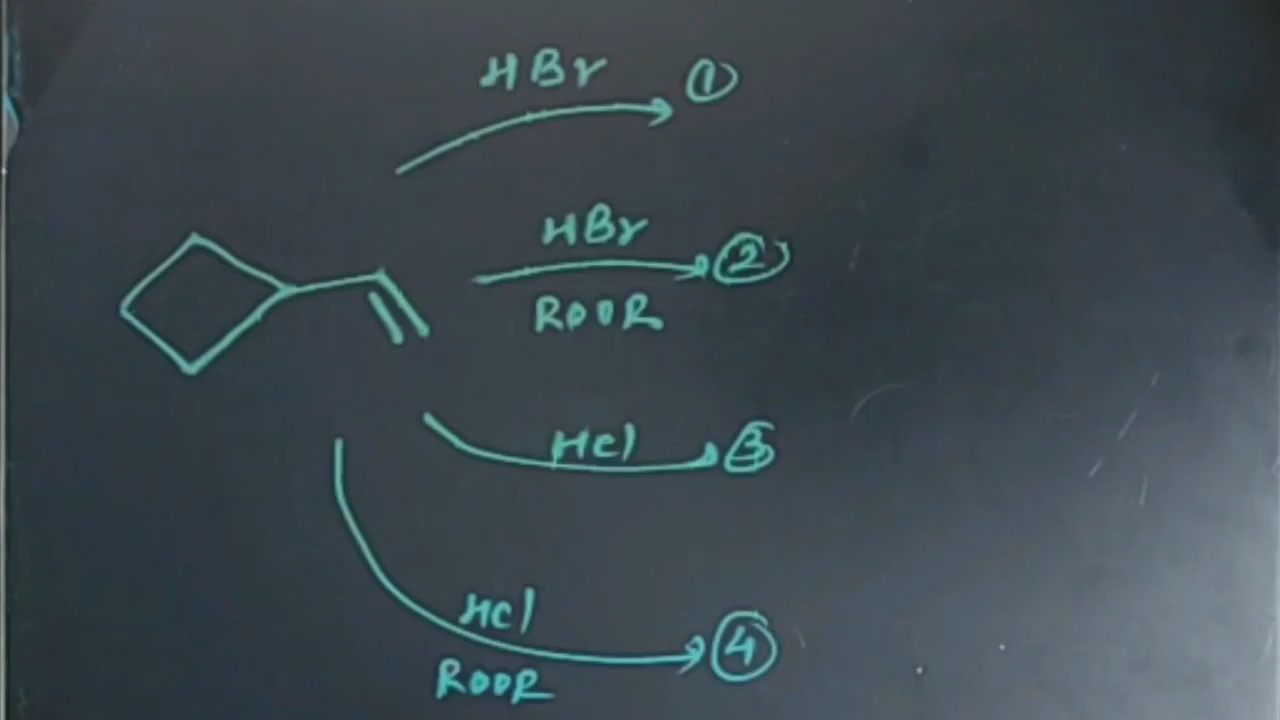 HBr ①
HBr ②
ROOR
HCl ③
HCl ④
ROOR